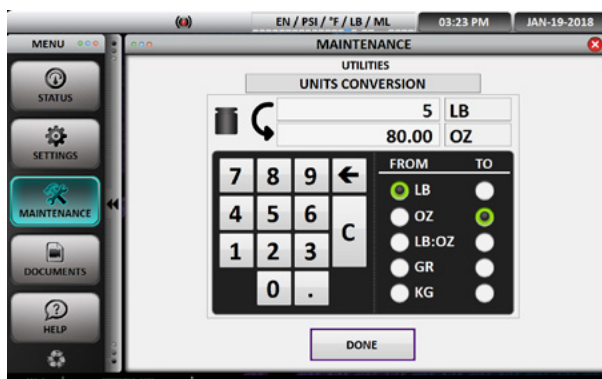 EN / PSI / °F / LB / ML 03:23 PM JAN-19-2018
MENU MAINTENANCE
UTILITIES
UNITS CONVERSION
STATUS
5 LB
80.00 OZ
SETTINGS
FROM TO
7 8 9 LB
MAINTENANCE
4 5 6 OZ
C LB:OZ
1 2 3
DOCUMENTS
GR
0 . KG
HELP
DONE